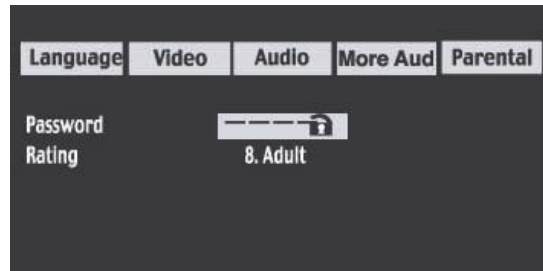 Language Video Audio More Aud Parental
Password ----
Rating 8. Adult